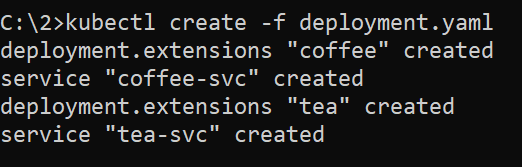 C:\2>kubectl create -f deployment.yaml
deployment.extensions "coffee" created
service "coffee-svc" created
deployment.extensions "tea" created
service "tea-svc" created